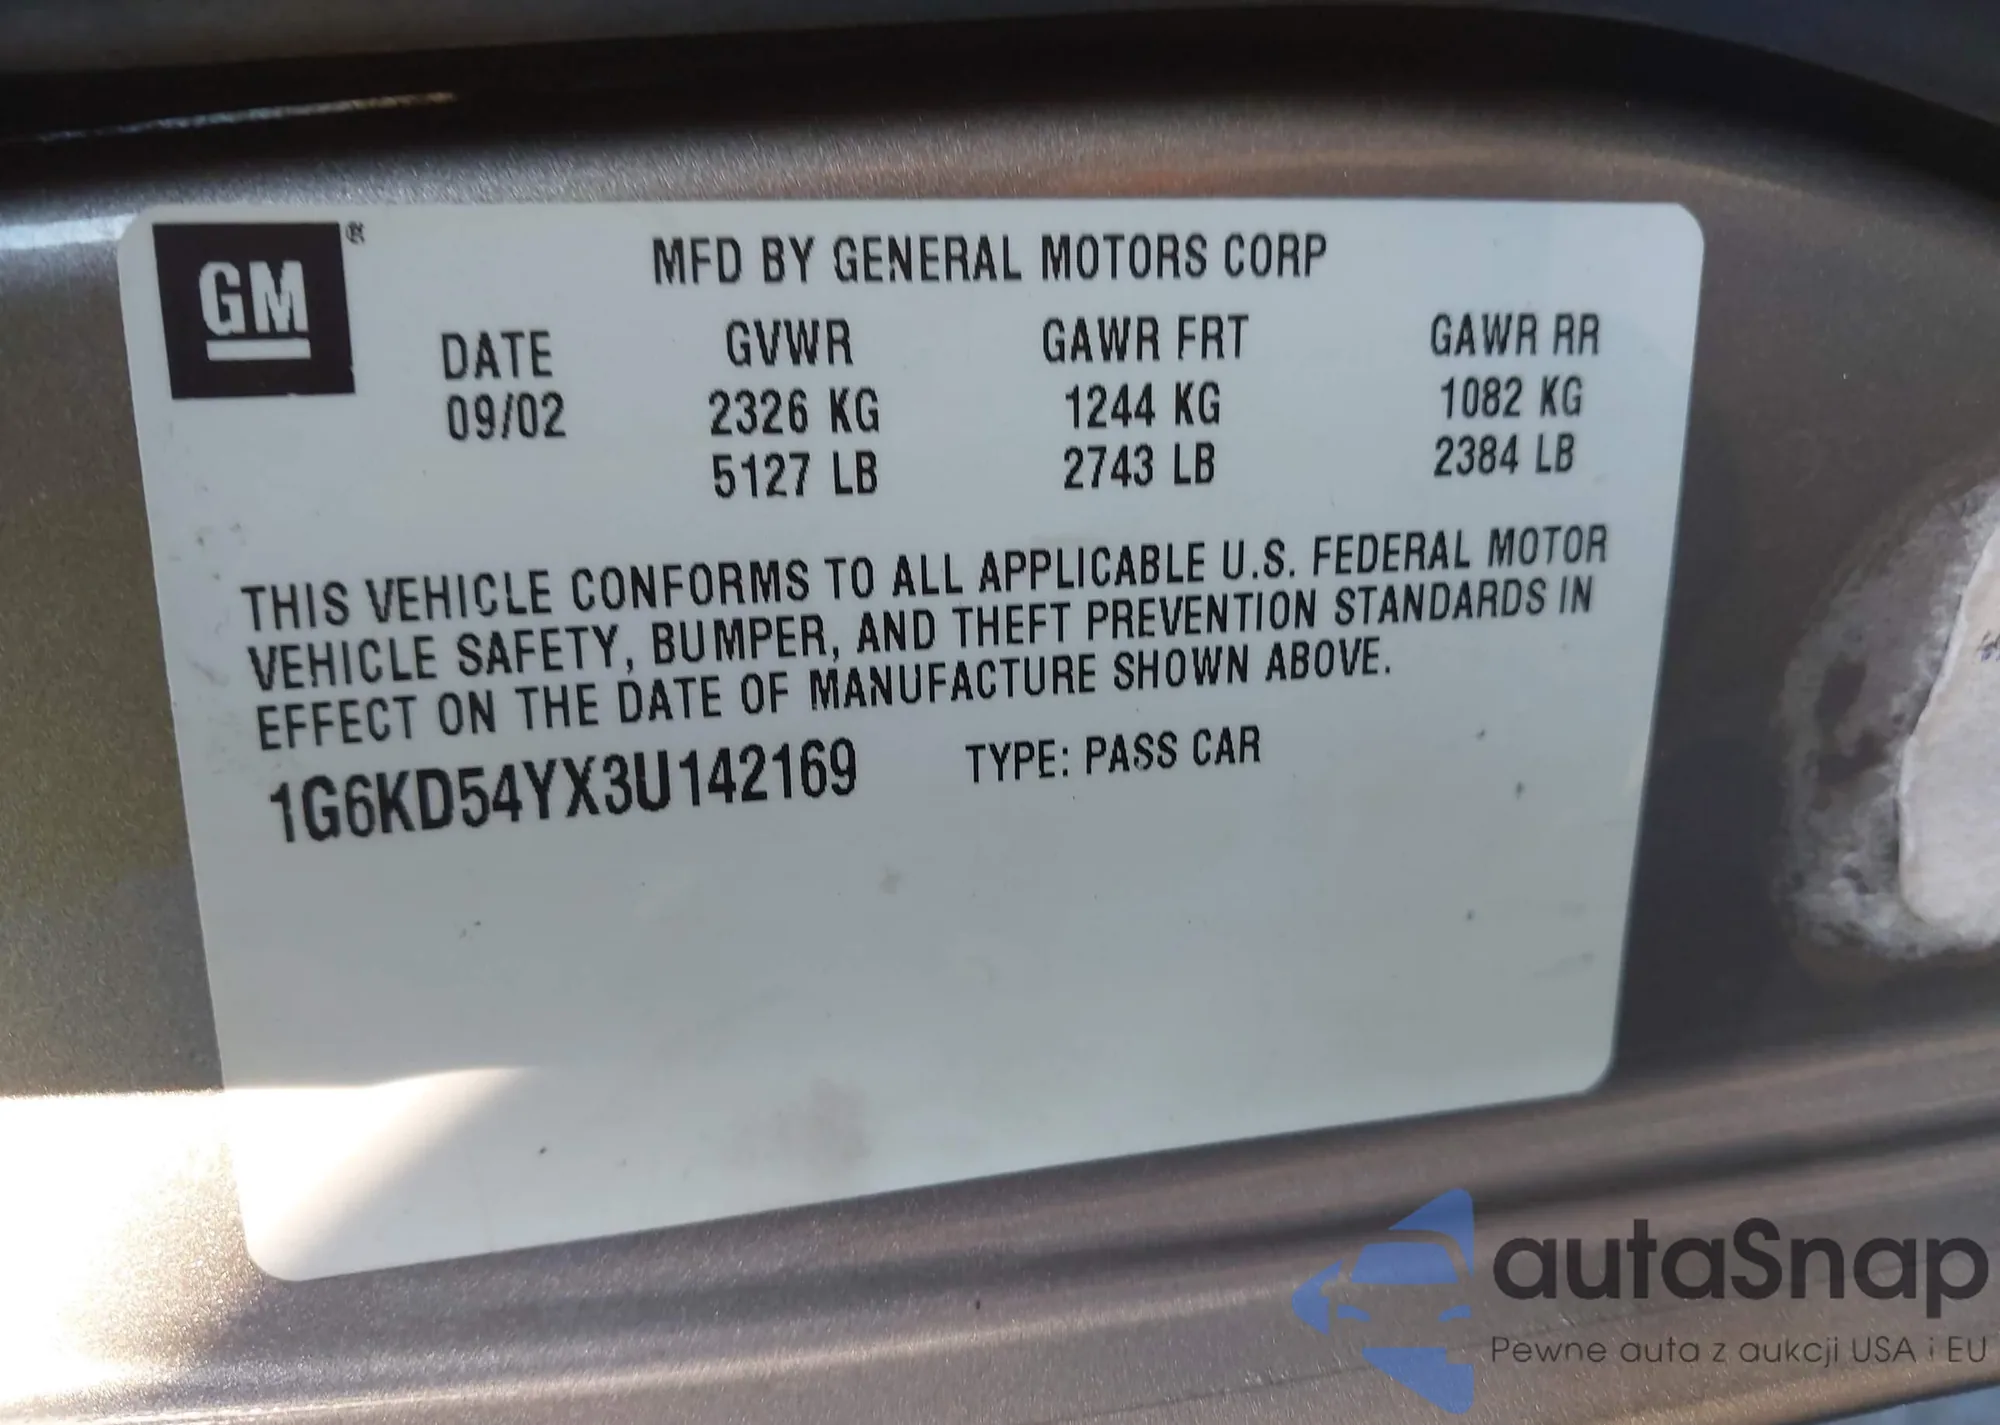 GM®
MFD BY GENERAL MOTORS CORP
DATE GVWR GAWR FRT GAWR RR
09/02 2326 KG 1244 KG 1082 KG
5127 LB 2743 LB 2384 LB
THIS VEHICLE CONFORMS TO ALL APPLICABLE U.S. FEDERAL MOTOR
VEHICLE SAFETY, BUMPER, AND THEFT PREVENTION STANDARDS IN
EFFECT ON THE DATE OF MANUFACTURE SHOWN ABOVE.
1G6KD54YX3U142169 TYPE: PASS CAR
autaSnap
Pewne auta z aukcji USA i EU